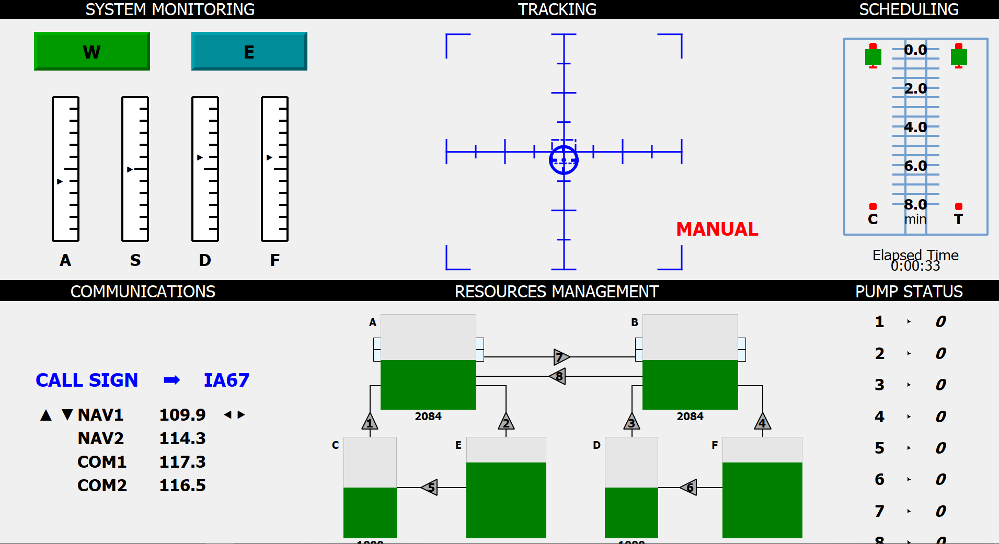 SYSTEM MONITORING
TRACKING
SCHEDULING
W
E
0.0
2.0
4.0
6.0
8.0
C
min
T
MANUAL
A
S
D
F
Elapsed Time
0:00:33
COMMUNICATIONS
RESOURCES MANAGEMENT
PUMP STATUS
CALL SIGN ➡ IA67
▲ ▼ NAV1 109.9 ◄ ►
NAV2 114.3
COM1 117.3
COM2 116.5
A
B
7
8
2084
2084
1
2
3
4
C
E
D
F
5
6
1 0
2 0
3 0
4 0
5 0
6 0
7 0
8 0